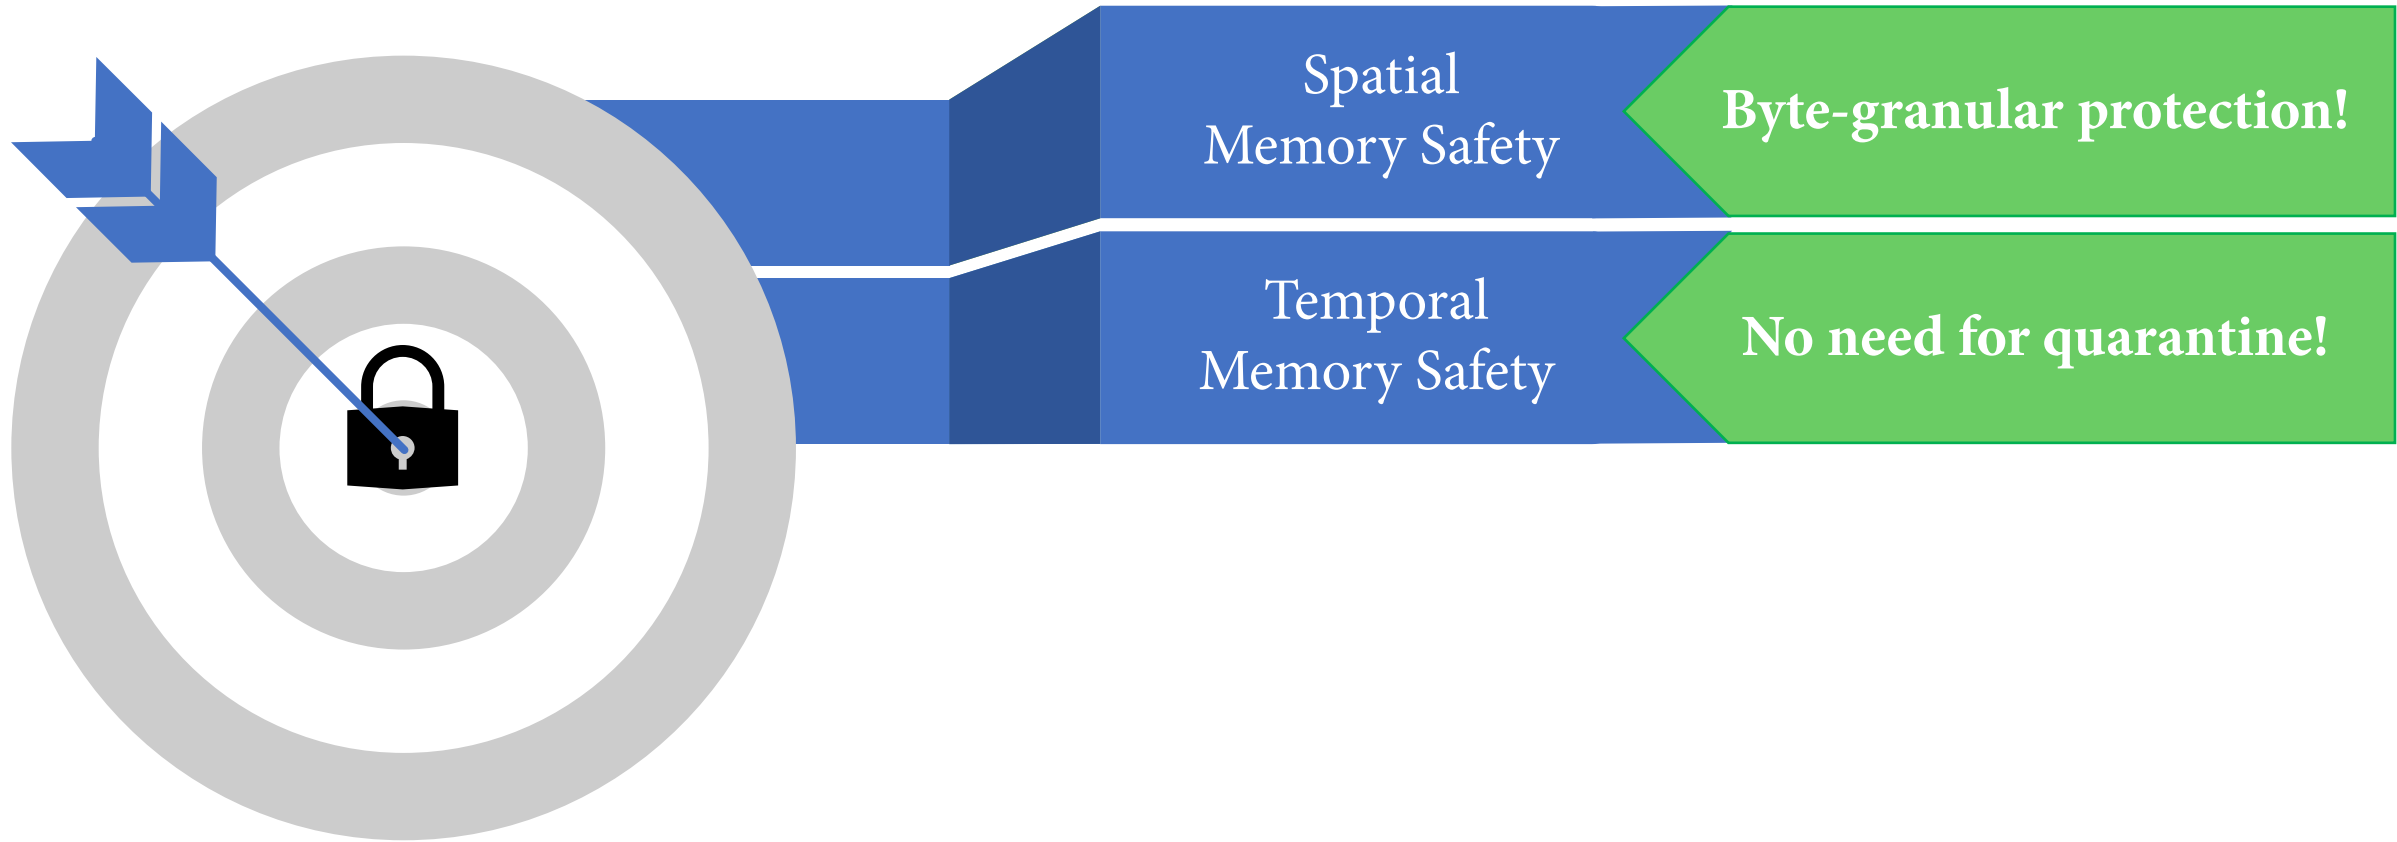 Spatial
Memory Safety
Byte-granular protection!
Temporal
Memory Safety
No need for quarantine!